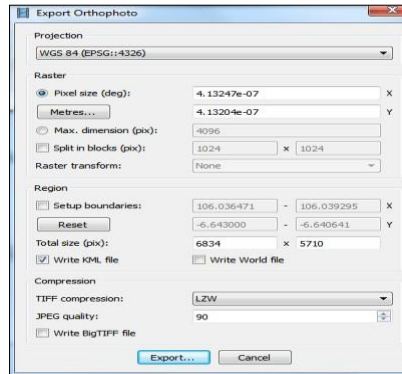 Export Orthophoto
Projection
WGS 84 (EPSG::4326)
Raster
Pixel size (deg): 4.13247e-07 X
Metres... 4.13204e-07 Y
Max. dimension (pix): 4096
Split in blocks (pix): 1024 x 1024
Raster transform: None
Region
Setup boundaries: 106.036471 - 106.039295 X
Reset -6.643000 - -6.640641 Y
Total size (pix): 6834 x 5710
Write KML file Write World file
Compression
TIFF compression: LZW
JPEG quality: 90
Write BigTIFF file
Export... Cancel